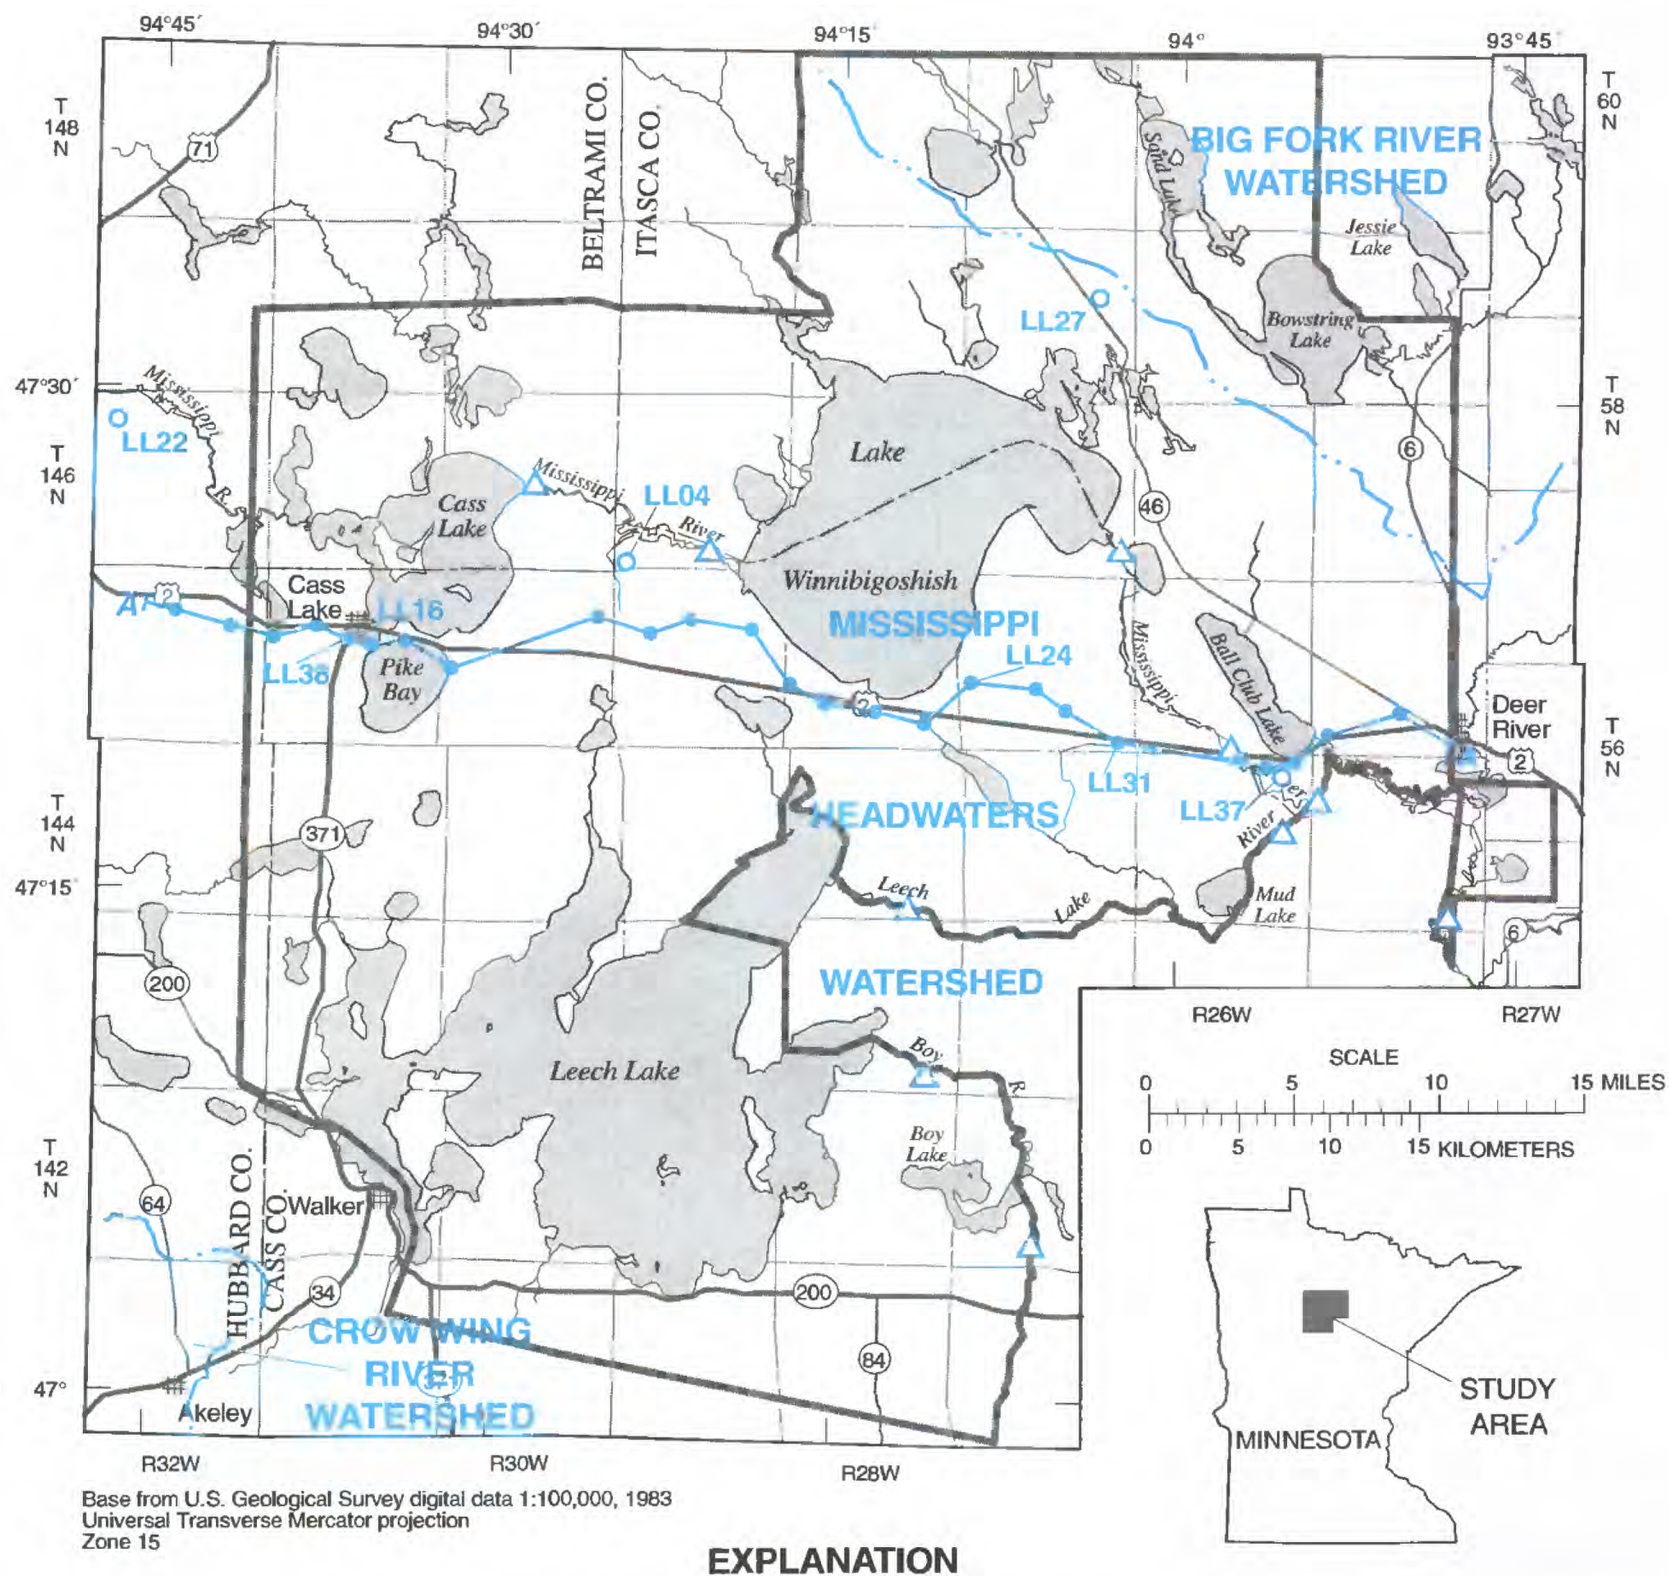 94°45´
94°30´
94°15´
94°
93°45´
T
148
N
T
60
N
71
BELTRAMI CO.
ITASCA CO.
Sand Lake
BIG FORK RIVER
WATERSHED
Jessie
Lake
LL27
Bowstring
Lake
47°30´
Mississippi
R.
LL22
T
58
N
T
146
N
Lake
6
Cass
Lake
Mississippi
River
LL04
46
Winnibigoshish
2
Cass
Lake
A
LL16
MISSISSIPPI
Mississippi
Ball Club Lake
LL24
LL36
Pike
Bay
2
Deer
River
2
T
56
N
LL31
LL37
T
144
N
371
HEADWATERS
River
47°15´
Leech
Lake
Mud
Lake
6
200
WATERSHED
R26W
R27W
Leech Lake
Boy
R.
SCALE
0 5 10 15 MILES
0 5 10 15 KILOMETERS
T
142
N
Boy
Lake
64
HUBBARD CO.
CASS CO.
Walker
34
200
CROW WING
RIVER
WATERSHED
371
84
47°
Akeley
STUDY
AREA
MINNESOTA
R32W
R30W
R28W
Base from U.S. Geological Survey digital data 1:100,000, 1983
Universal Transverse Mercator projection
Zone 15
EXPLANATION